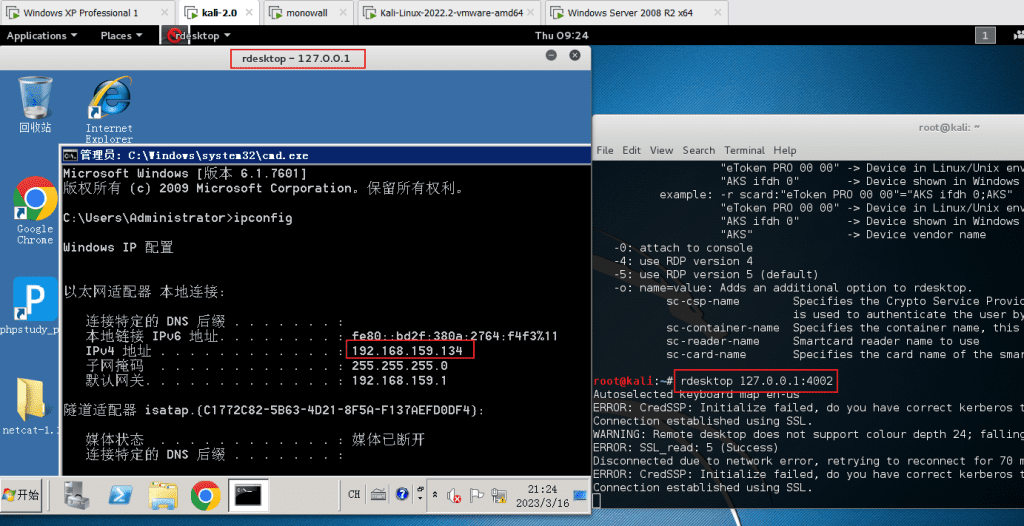 Windows XP Professional 1 × kali-2.0 × monowall × Kali-Linux-2022.2-vmware-amd64 × Windows Server 2008 R2 x64 ×
Applications Places rdesktop Thu 09:24 1
rdesktop - 127.0.0.1
回收站
Internet
Explorer
Google
Chrome
phpstudy_p
netcat-1.1
管理员: C:\Windows\system32\cmd.exe
Microsoft Windows [版本 6.1.7601]
版权所有 (c) 2009 Microsoft Corporation。保留所有权利。
C:\Users\Administrator>ipconfig
Windows IP 配置
以太网适配器 本地连接:
连接特定的 DNS 后缀 . . . . . . . :
本地链接 IPv6 地址. . . . . . . . : fe80::bd2f:380a:2764:f4f3%11
IPv4 地址 . . . . . . . . . . . . : 192.168.159.134
子网掩码 . . . . . . . . . . . . : 255.255.255.0
默认网关. . . . . . . . . . . . . : 192.168.159.1
隧道适配器 isatap.{C1772C82-5B63-4D21-8F5A-F137AEFD0DF4}:
媒体状态 . . . . . . . . . . . . : 媒体已断开
连接特定的 DNS 后缀 . . . . . . . :
开始
CH
21:24
2023/3/16
root@kali: ~
File Edit View Search Terminal Help
"eToken PRO 00 00" -> Device in Linux/Unix env
"AKS ifdh 0" -> Device shown in Windows
example: -r scard:"eToken PRO 00 00"="AKS ifdh 0;AKS"
"eToken PRO 00 00" -> Device in Linux/Unix env
"AKS ifdh 0" -> Device shown in Windows
"AKS" -> Device vendor name
-0: attach to console
-4: use RDP version 4
-5: use RDP version 5 (default)
-o: name=value: Adds an additional option to rdesktop.
sc-csp-name Specifies the Crypto Service Provid
is used to authenticate the user by
sc-container-name Specifies the container name, this
sc-reader-name Smartcard reader name to use
sc-card-name Specifies the card name of the smar
root@kali:~# rdesktop 127.0.0.1:4002
Autoselected keyboard map en-us
ERROR: CredSSP: Initialize failed, do you have correct kerberos t
Connection established using SSL.
WARNING: Remote desktop does not support colour depth 24; falling
ERROR: SSL_read: 5 (Success)
Disconnected due to network error, retrying to reconnect for 70 m
ERROR: CredSSP: Initialize failed, do you have correct kerberos t
Connection established using SSL.